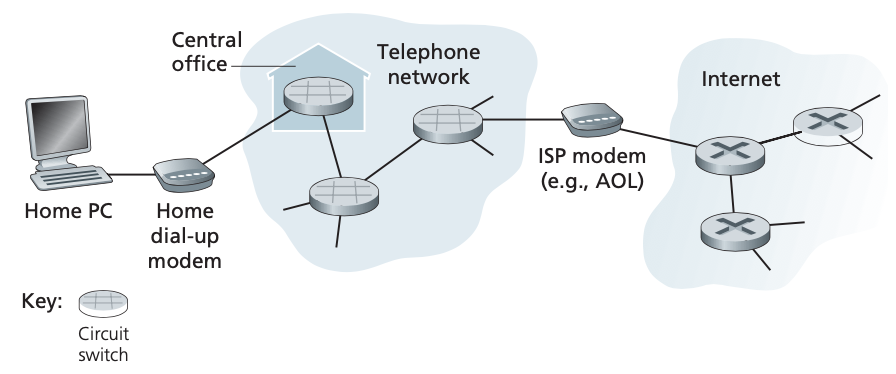 Central
office
Telephone
network
Internet
ISP modem
(e.g., AOL)
Home PC
Home
dial-up
modem
Key:
Circuit
switch